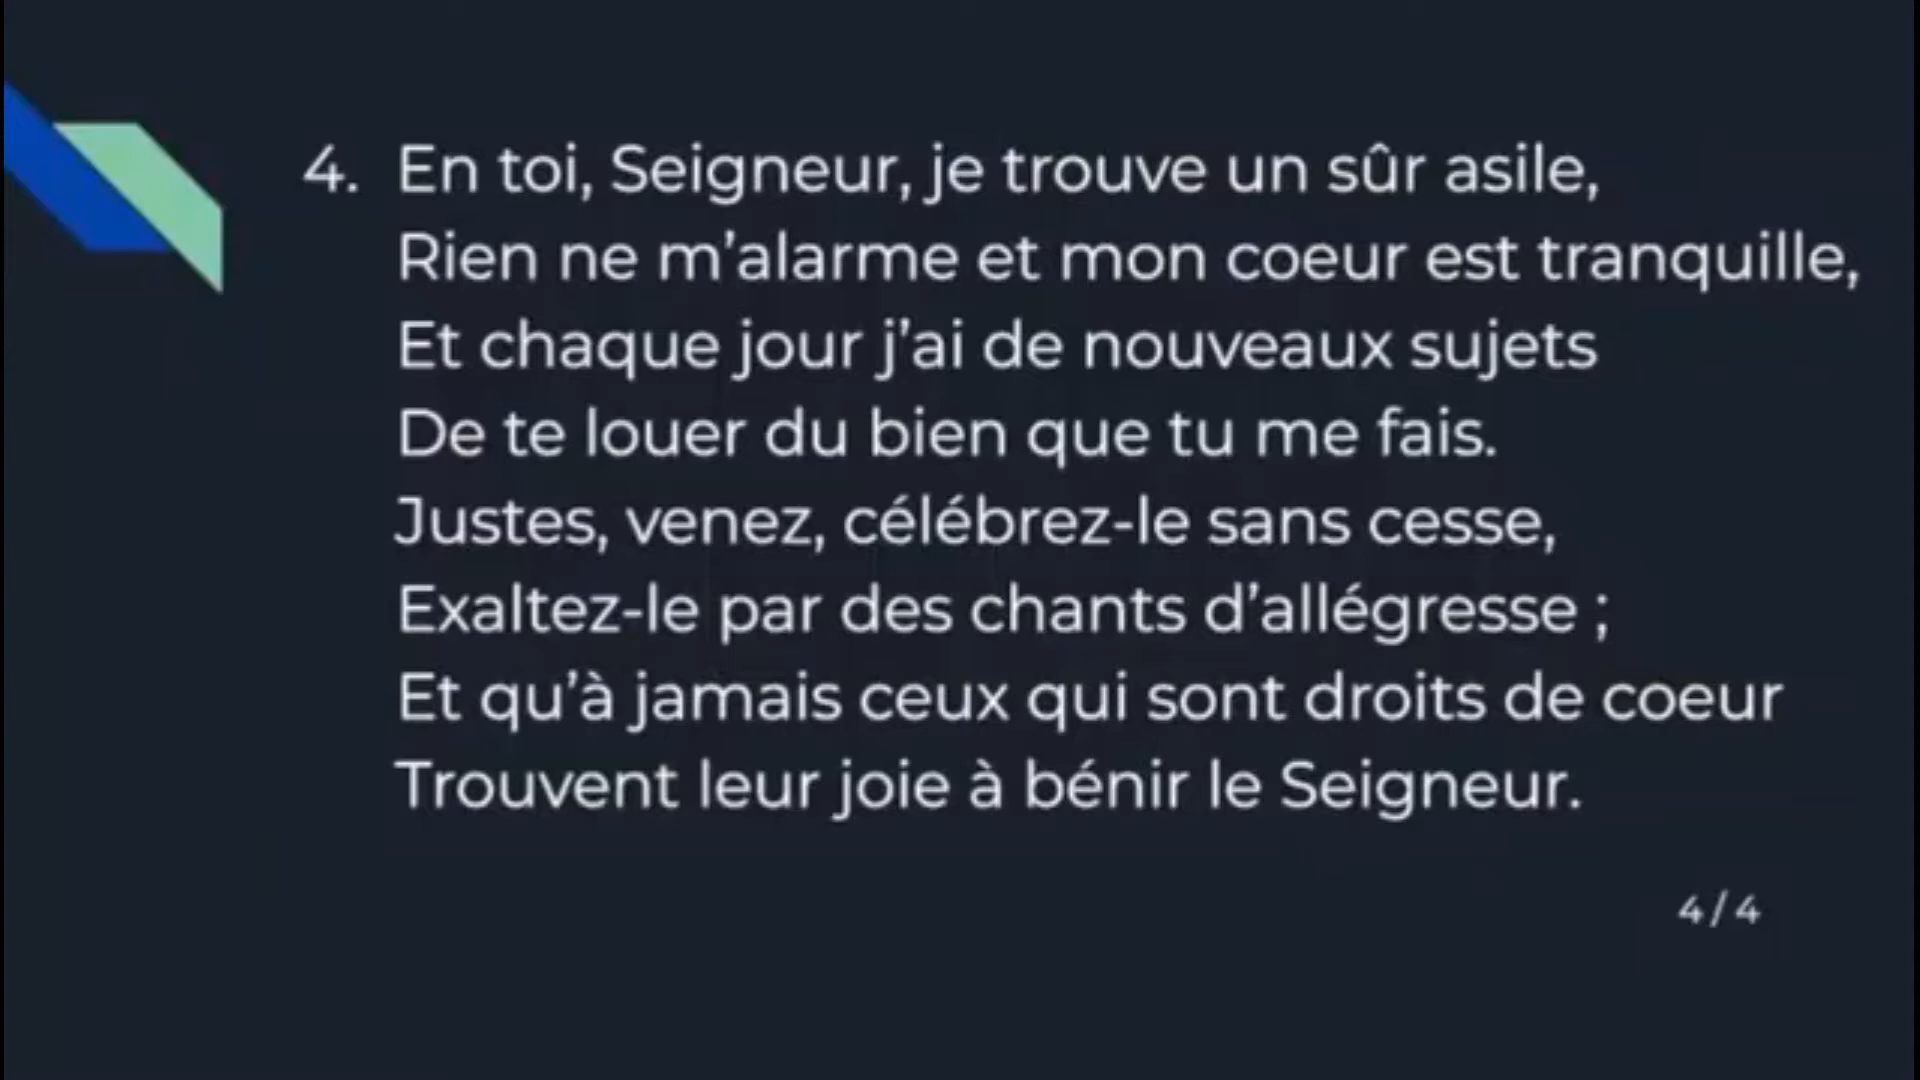 4. En toi, Seigneur, je trouve un sûr asile,
Rien ne m’alarme et mon coeur est tranquille,
Et chaque jour j’ai de nouveaux sujets
De te louer du bien que tu me fais.
Justes, venez, célébrez-le sans cesse,
Exaltez-le par des chants d’allégresse ;
Et qu’à jamais ceux qui sont droits de coeur
Trouvent leur joie à bénir le Seigneur.
4 / 4